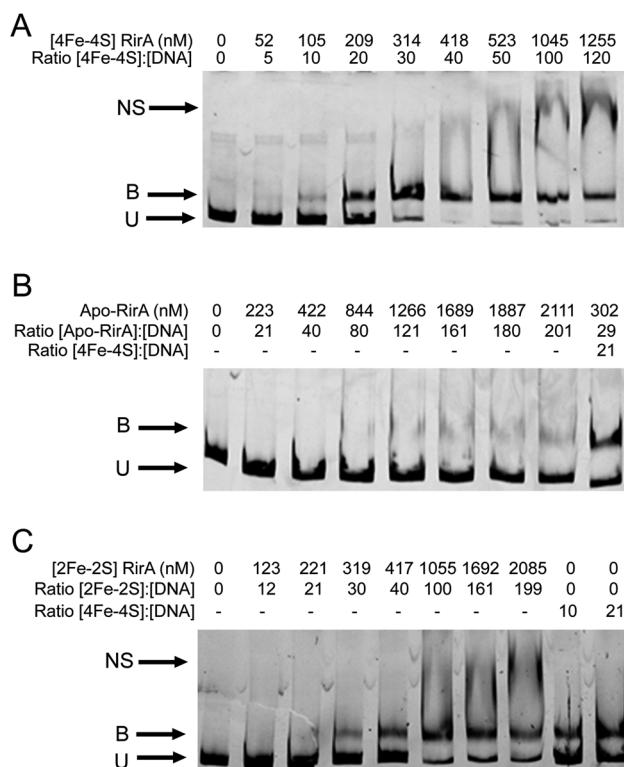 A
[4Fe-4S] RirA (nM) 0 52 105 209 314 418 523 1045 1255
Ratio [4Fe-4S]:[DNA] 0 5 10 20 30 40 50 100 120
NS
B
U
B
Apo-RirA (nM) 0 223 422 844 1266 1689 1887 2111 302
Ratio [Apo-RirA]:[DNA] 0 21 40 80 121 161 180 201 29
Ratio [4Fe-4S]:[DNA] - - - - - - - - 21
B
U
C
[2Fe-2S] RirA (nM) 0 123 221 319 417 1055 1692 2085 0 0
Ratio [2Fe-2S]:[DNA] 0 12 21 30 40 100 161 199 0 0
Ratio [4Fe-4S]:[DNA] - - - - - - - - 10 21
NS
B
U